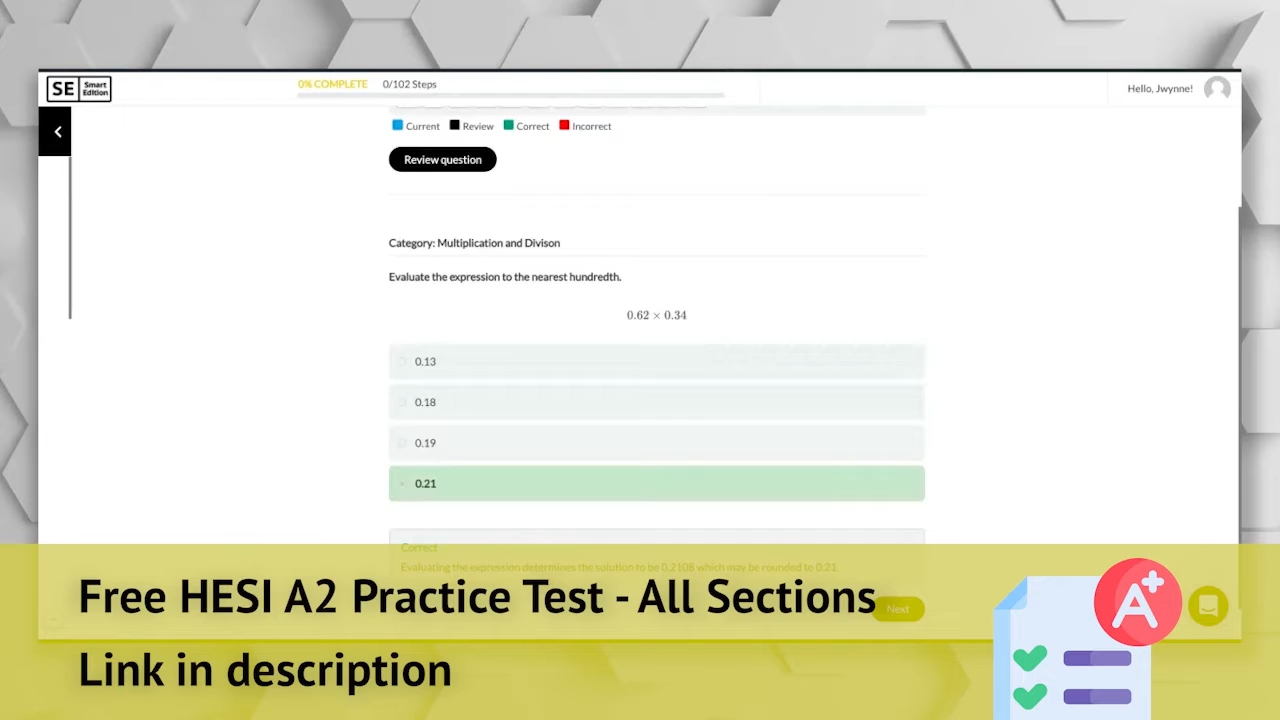 SE Smart Edition
0% COMPLETE 0/102 Steps
Hello, Jwynne!
Current Review Correct Incorrect
Review question
Category: Multiplication and Divison
Evaluate the expression to the nearest hundredth.
0.62 × 0.34
0.13
0.18
0.19
0.21
Correct
Evaluating the expression determines the solution to be 0.2108 which may be rounded to 0.21
Next
Free HESI A2 Practice Test - All Sections
Link in description
A+